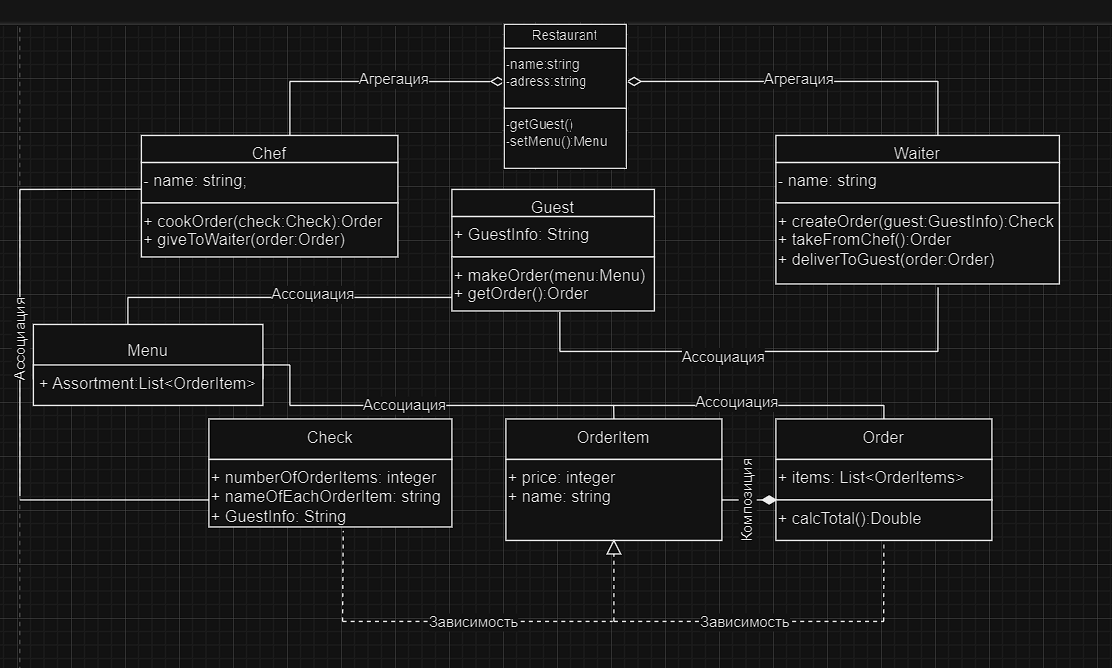 Restaurant
-name:string
-adress:string
-getGuest()
-setMenu():Menu
Агрегация
Агрегация
Chef
- name: string;
+ cookOrder(check:Check):Order
+ giveToWaiter(order:Order)
Waiter
- name: string
+ createOrder(guest:GuestInfo):Check
+ takeFromChef():Order
+ deliverToGuest(order:Order)
Guest
+ GuestInfo: String
+ makeOrder(menu:Menu)
+ getOrder():Order
Ассоциация
Ассоциация
Ассоциация
Menu
+ Assortment:List<OrderItem>
Ассоциация
Ассоциация
Check
+ numberOfOrderItems: integer
+ nameOfEachOrderItem: string
+ GuestInfo: String
OrderItem
+ price: integer
+ name: string
Композиция
Order
+ items: List<OrderItems>
+ calcTotal():Double
Зависимость
Зависимость